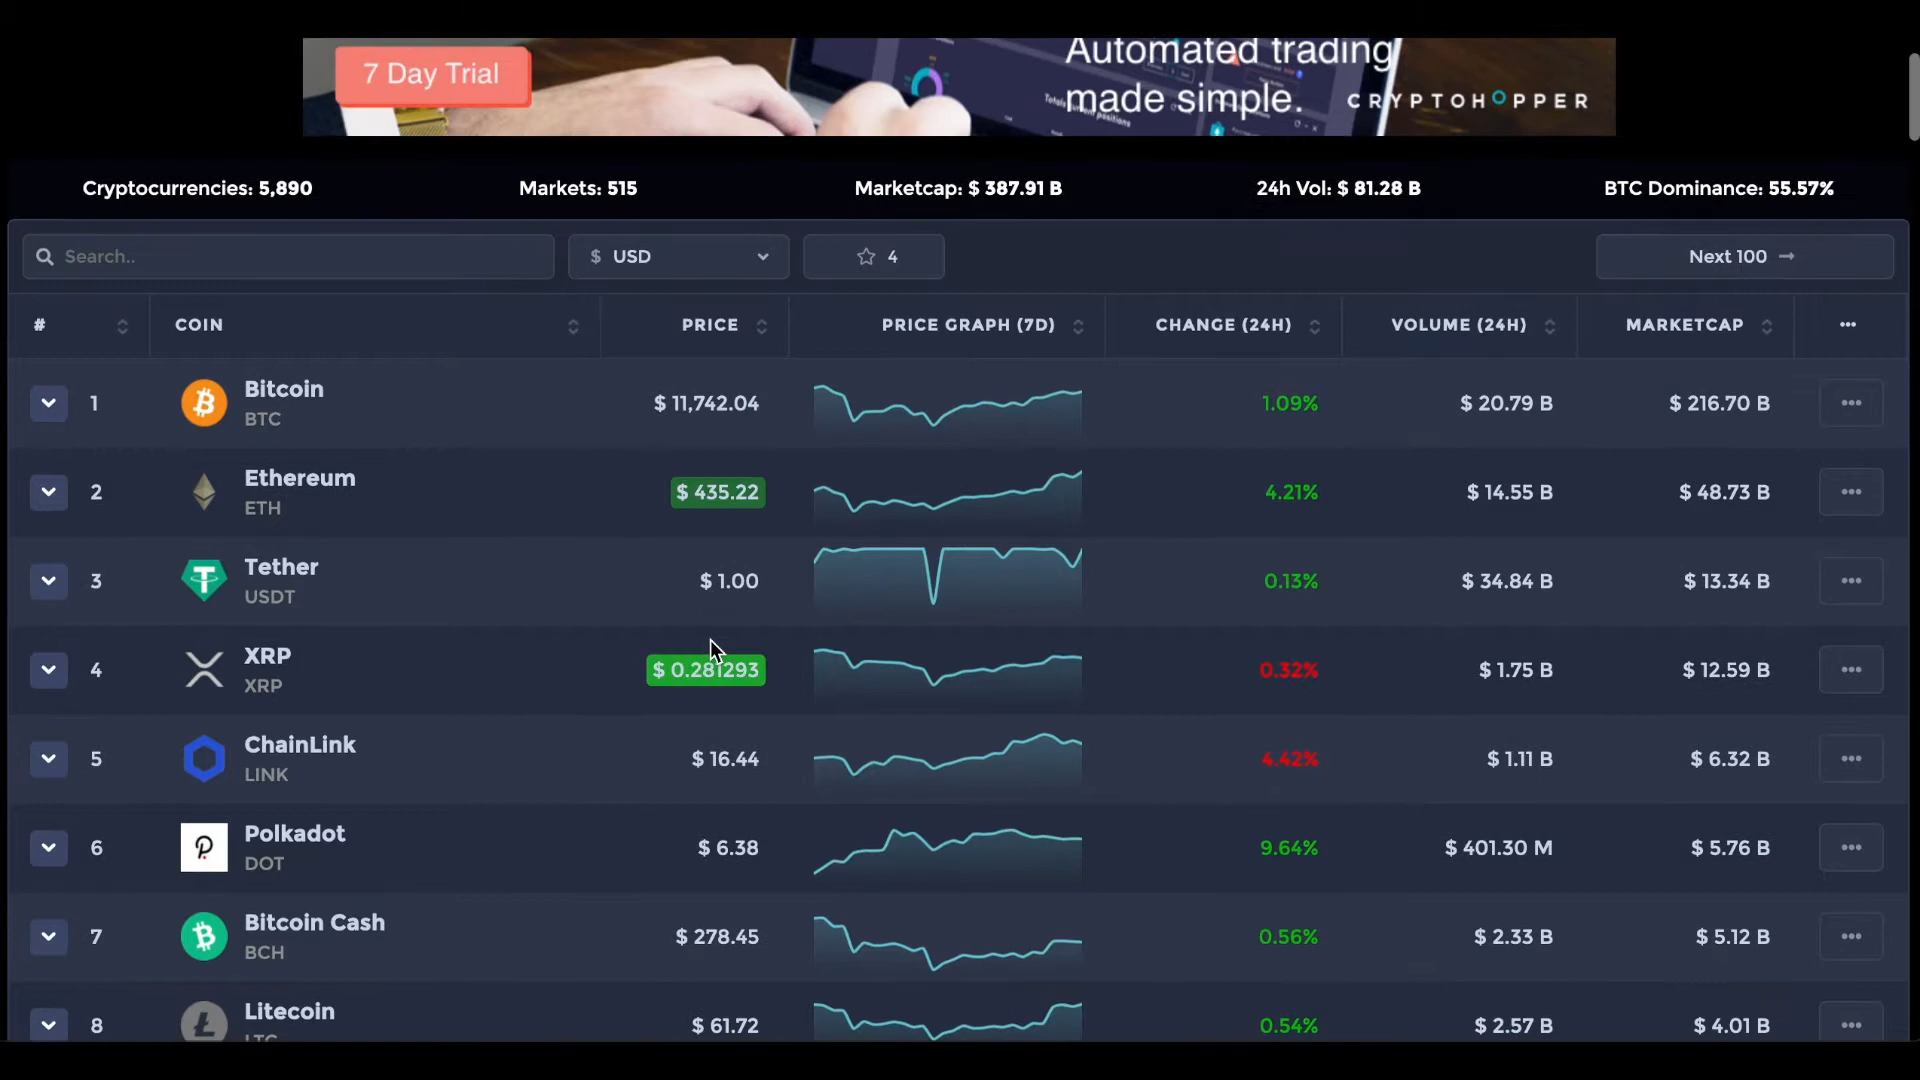 7 Day Trial
Automated trading
made simple.
CRYPTOHOPPER
Cryptocurrencies: 5,890 Markets: 515 Marketcap: $ 387.91 B 24h Vol: $ 81.28 B BTC Dominance: 55.57%
Search.. $ USD 4 Next 100 →
# COIN PRICE PRICE GRAPH (7D) CHANGE (24H) VOLUME (24H) MARKETCAP •••
1 Bitcoin $ 11,742.04 1.09% $ 20.79 B $ 216.70 B •••
BTC
2 Ethereum $ 435.22 4.21% $ 14.55 B $ 48.73 B •••
ETH
3 Tether $ 1.00 0.13% $ 34.84 B $ 13.34 B •••
USDT
4 XRP $ 0.281293 0.32% $ 1.75 B $ 12.59 B •••
XRP
5 ChainLink $ 16.44 4.42% $ 1.11 B $ 6.32 B •••
LINK
6 Polkadot $ 6.38 9.64% $ 401.30 M $ 5.76 B •••
DOT
7 Bitcoin Cash $ 278.45 0.56% $ 2.33 B $ 5.12 B •••
BCH
8 Litecoin $ 61.72 0.54% $ 2.57 B $ 4.01 B •••
LTC